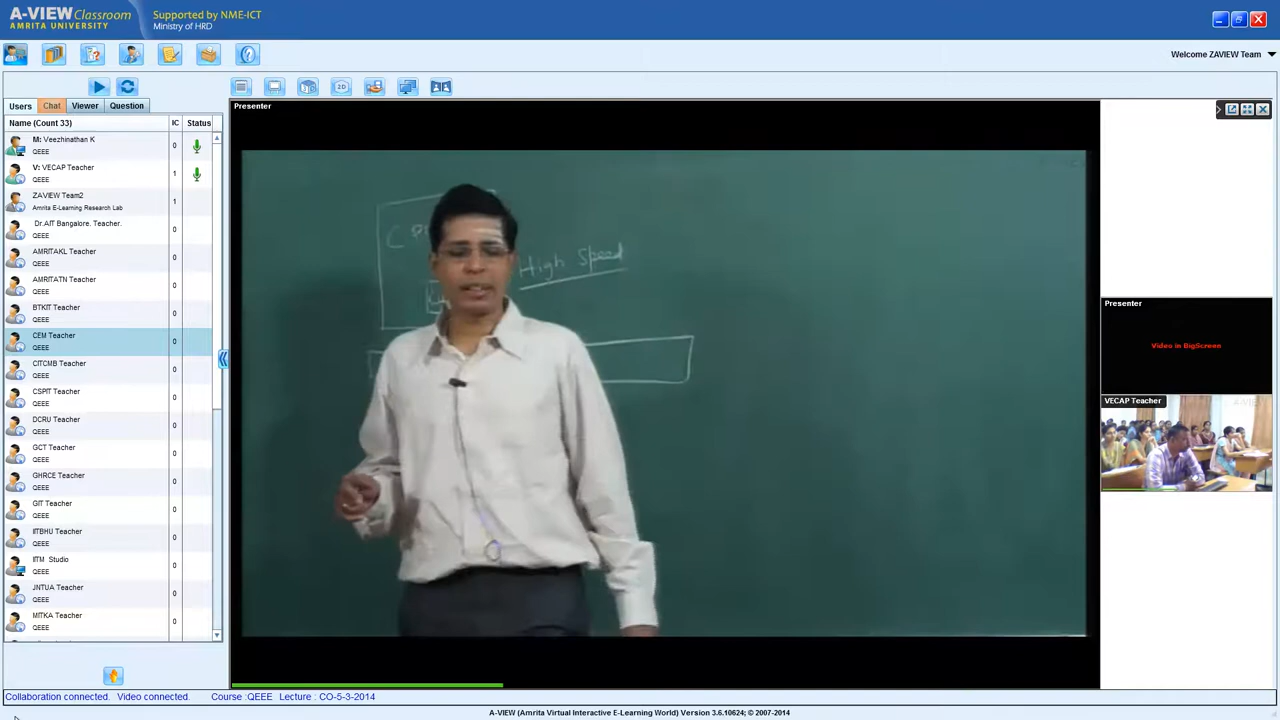 A-VIEW Classroom
AMRITA UNIVERSITY
Supported by NME-ICT
Ministry of HRD
Welcome ZAVIEW Team
Users Chat Viewer Question
Name (Count 33) IC Status
M: Veezhinathan K
QEEE 0
V: VECAP Teacher
QEEE 1
ZAVIEW Team2
Amrita E-Learning Research Lab 1
Dr.AIT Bangalore. Teacher.
QEEE 0
AMRITAKL Teacher
QEEE 0
AMRITATN Teacher
QEEE 0
BTKIT Teacher
QEEE 0
CEM Teacher
QEEE 0
CITCMB Teacher
QEEE 0
CSPIT Teacher
QEEE 0
DCRU Teacher
QEEE 0
GCT Teacher
QEEE 0
GHRCE Teacher
QEEE 0
GIT Teacher
QEEE 0
IITBHU Teacher
QEEE 0
IITM Studio
QEEE 0
JNTUA Teacher
QEEE 0
MITKA Teacher
QEEE 0
2D
Presenter
High Speed
Presenter
Video in BigScreen
VECAP Teacher
A-VIEW
Collaboration connected. Video connected. Course :QEEE Lecture : CO-5-3-2014
A-VIEW (Amrita Virtual Interactive E-Learning World) Version 3.6.10624; © 2007-2014